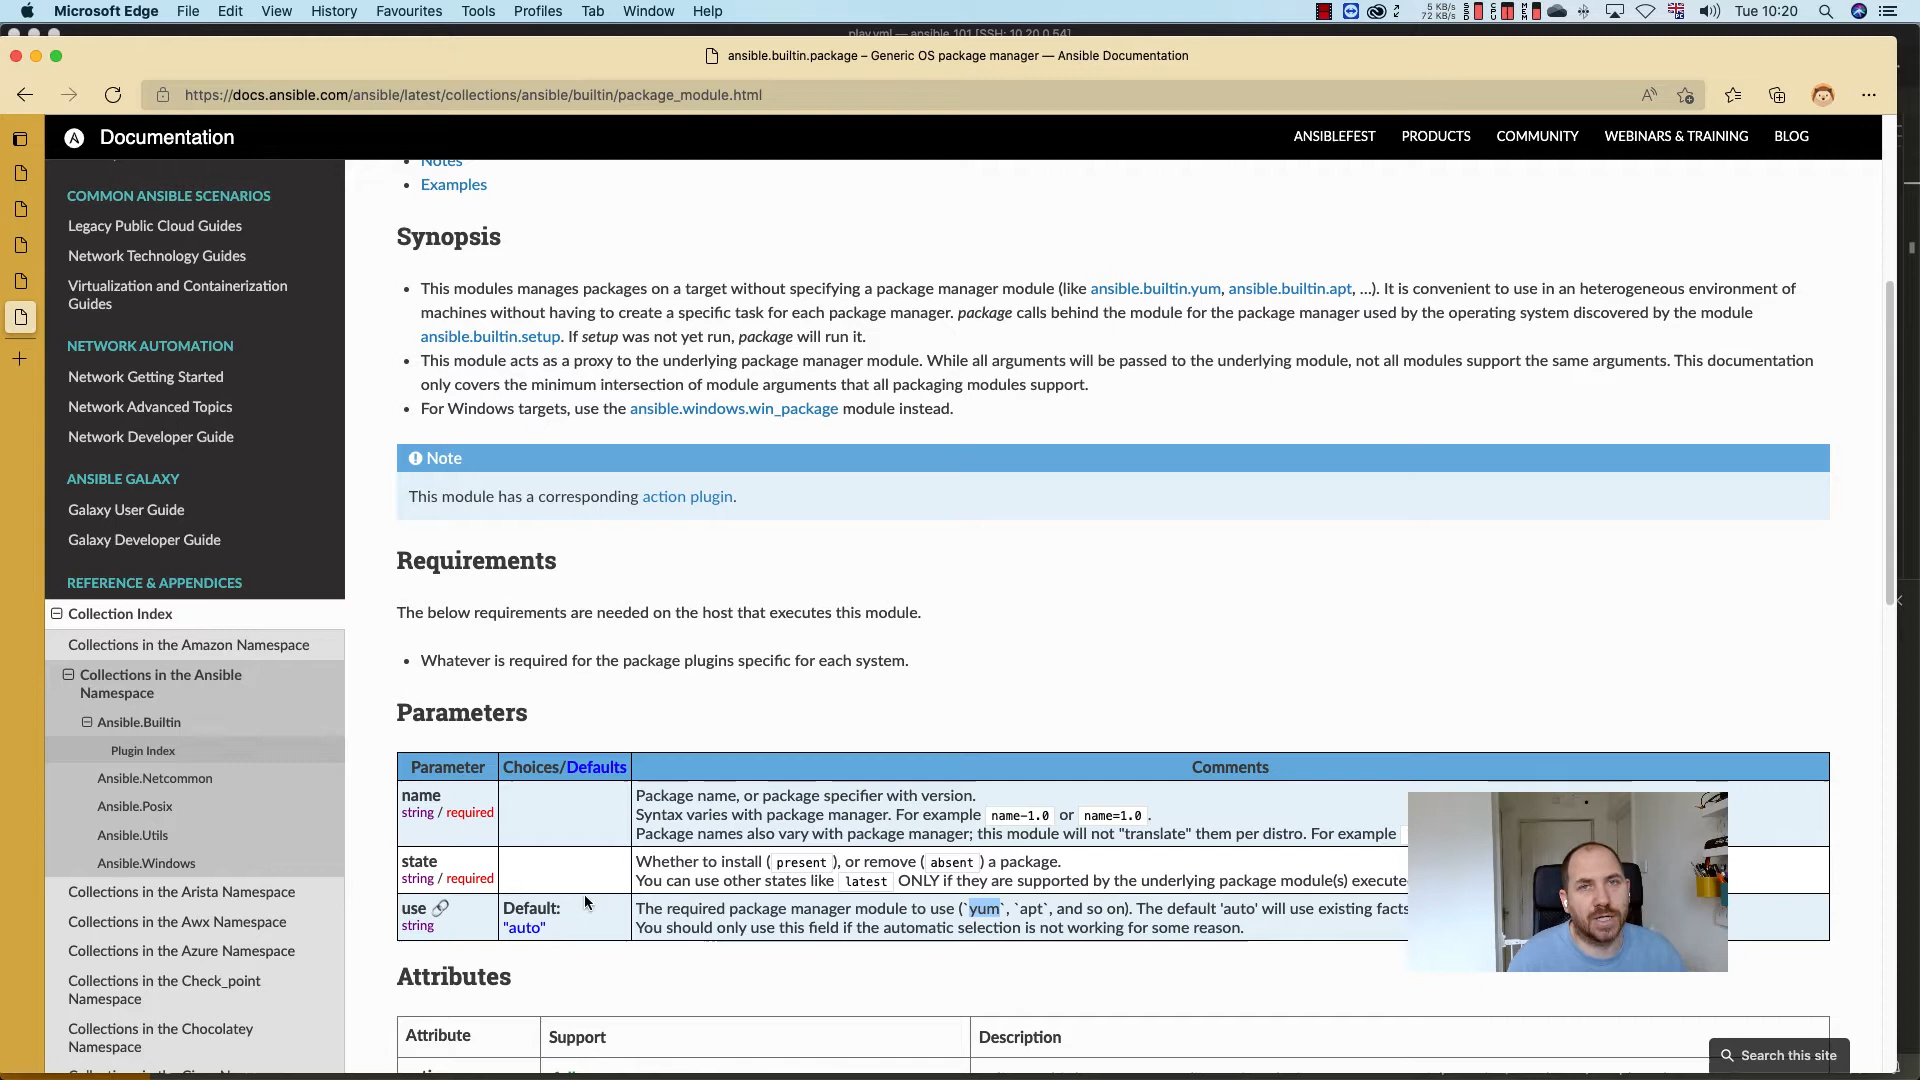 Microsoft Edge File Edit View History Favourites Tools Profiles Tab Window Help
5 KB/s
72 KB/s
Tue 10:20
play.yml — ansible 101 [SSH: 10.20.0.54]
ansible.builtin.package – Generic OS package manager — Ansible Documentation
https://docs.ansible.com/ansible/latest/collections/ansible/builtin/package_module.html
Documentation
ANSIBLEFEST PRODUCTS COMMUNITY WEBINARS & TRAINING BLOG
COMMON ANSIBLE SCENARIOS
Legacy Public Cloud Guides
Network Technology Guides
Virtualization and Containerization
Guides
NETWORK AUTOMATION
Network Getting Started
Network Advanced Topics
Network Developer Guide
ANSIBLE GALAXY
Galaxy User Guide
Galaxy Developer Guide
REFERENCE & APPENDICES
Collection Index
Collections in the Amazon Namespace
Collections in the Ansible
Namespace
Ansible.Builtin
Plugin Index
Ansible.Netcommon
Ansible.Posix
Ansible.Utils
Ansible.Windows
Collections in the Arista Namespace
Collections in the Awx Namespace
Collections in the Azure Namespace
Collections in the Check_point
Namespace
Collections in the Chocolatey
Namespace
Notes
Examples
Synopsis
This modules manages packages on a target without specifying a package manager module (like ansible.builtin.yum, ansible.builtin.apt, …). It is convenient to use in an heterogeneous environment of
machines without having to create a specific task for each package manager. package calls behind the module for the package manager used by the operating system discovered by the module
ansible.builtin.setup. If setup was not yet run, package will run it.
This module acts as a proxy to the underlying package manager module. While all arguments will be passed to the underlying module, not all modules support the same arguments. This documentation
only covers the minimum intersection of module arguments that all packaging modules support.
For Windows targets, use the ansible.windows.win_package module instead.
Note
This module has a corresponding action plugin.
Requirements
The below requirements are needed on the host that executes this module.
Whatever is required for the package plugins specific for each system.
Parameters
Parameter Choices/Defaults Comments
name
string / required
Package name, or package specifier with version.
Syntax varies with package manager. For example name-1.0 or name=1.0.
Package names also vary with package manager; this module will not "translate" them per distro. For example
state
string / required
Whether to install (present), or remove (absent) a package.
You can use other states like latest ONLY if they are supported by the underlying package module(s) execute
use
string
Default:
"auto"
The required package manager module to use (`yum`, `apt`, and so on). The default 'auto' will use existing facts
You should only use this field if the automatic selection is not working for some reason.
Attributes
Attribute Support Description
Search this site